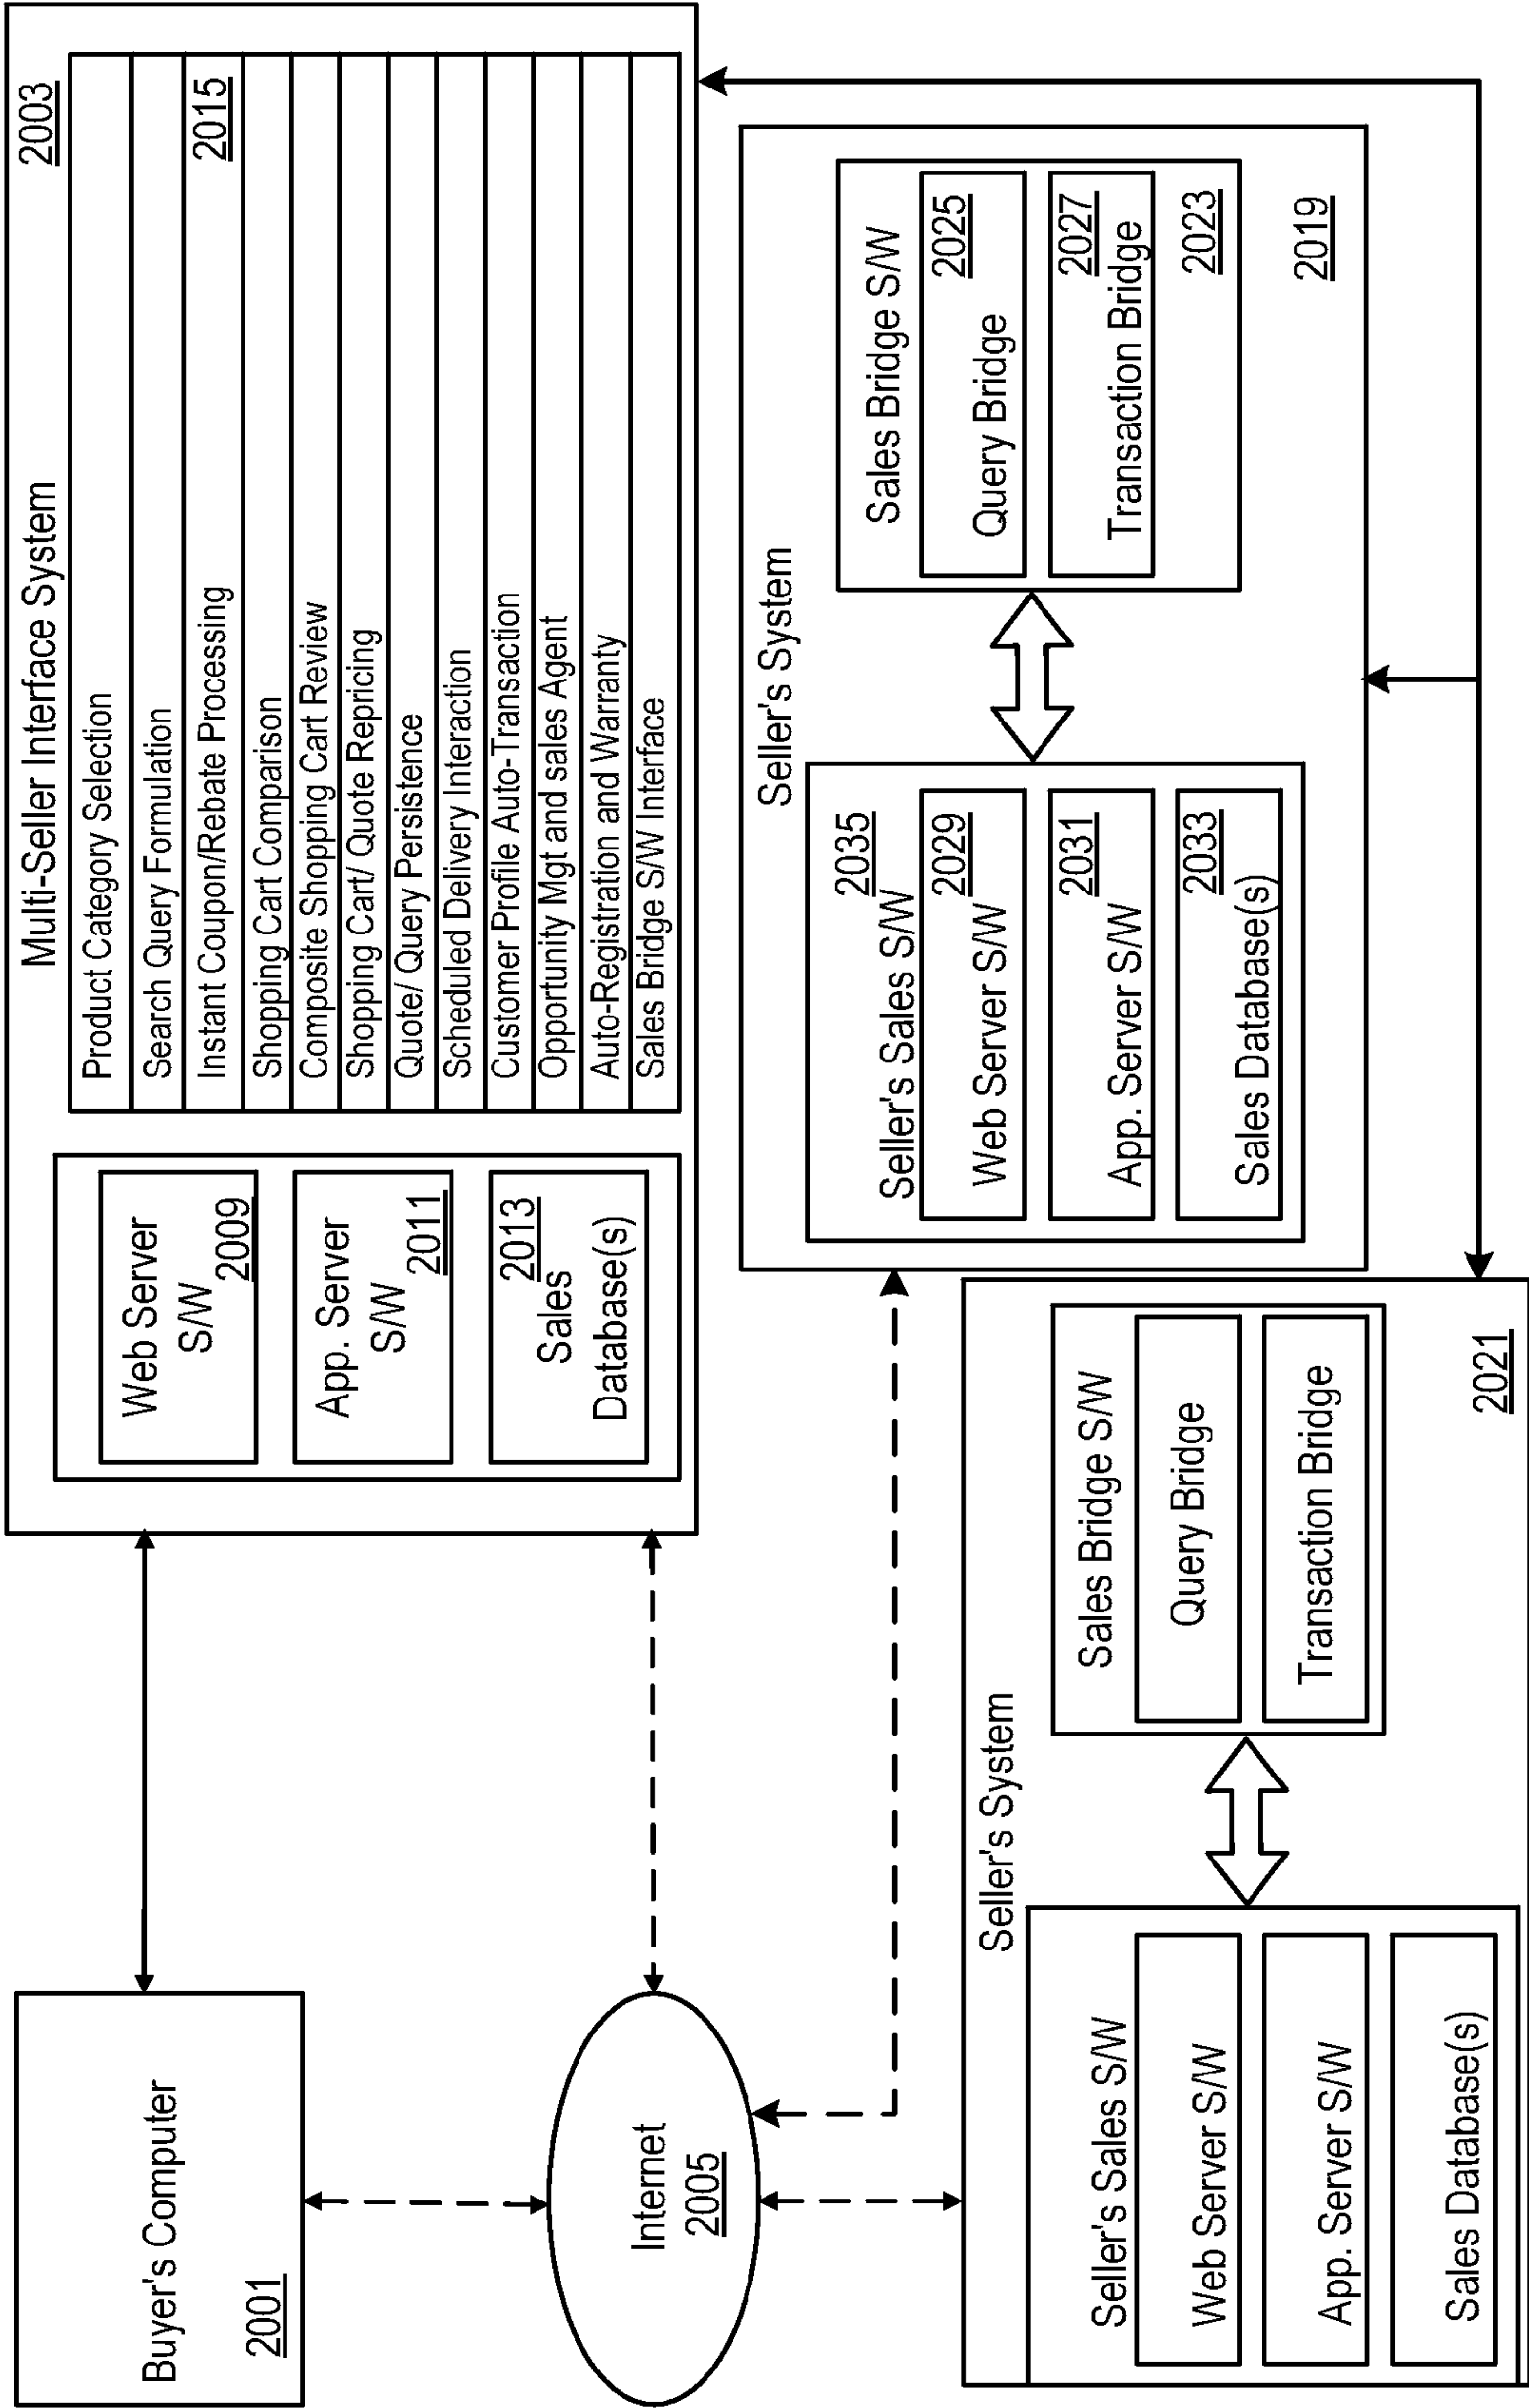 Buyer's Computer
2001
Internet
2005
Multi-Seller Interface System
2003
Web Server
S/W
2009
App. Server
S/W
2011
2013
Sales
Database(s)
Product Category Selection
Search Query Formulation
Instant Coupon/Rebate Processing
2015
Shopping Cart Comparison
Composite Shopping Cart Review
Shopping Cart/ Quote Repricing
Quote/ Query Persistence
Scheduled Delivery Interaction
Customer Profile Auto-Transaction
Opportunity Mgt and sales Agent
Auto-Registration and Warranty
Sales Bridge S/W Interface
Seller's System
2035
Seller's Sales S/W
2029
Web Server S/W
2031
App. Server S/W
2033
Sales Database(s)
Sales Bridge S/W
2025
Query Bridge
2027
Transaction Bridge
2023
2019
Seller's System
Seller's Sales S/W
Web Server S/W
App. Server S/W
Sales Database(s)
Sales Bridge S/W
Query Bridge
Transaction Bridge
2021